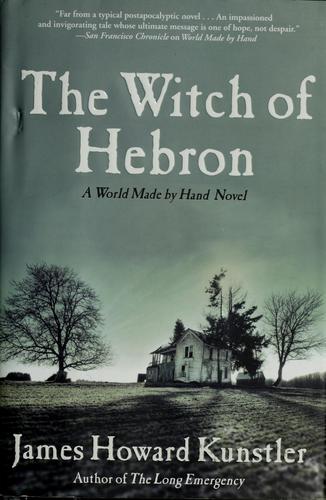 "Far from a typical postapocalyptic novel . . . An impassioned
and invigorating tale whose ultimate message is one of hope, not despair."
—San Francisco Chronicle on World Made by Hand
The Witch of
Hebron
A World Made by Hand Novel
James Howard Kunstler
Author of The Long Emergency